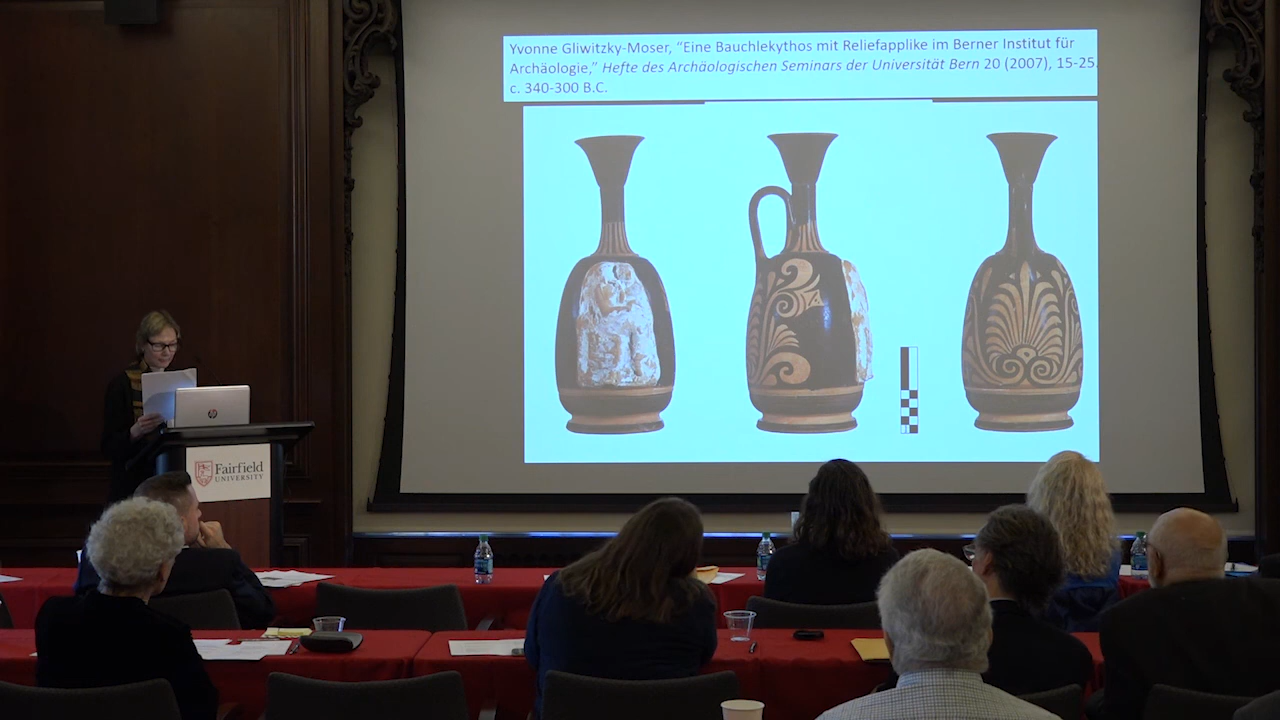 Yvonne Gliwitzky-Moser, “Eine Bauchlekythos mit Reliefapplike im Berner Institut für
Archäologie,” Hefte des Archäologischen Seminars der Universität Bern 20 (2007), 15-25.
c. 340-300 B.C.
hp
Fairfield
UNIVERSITY